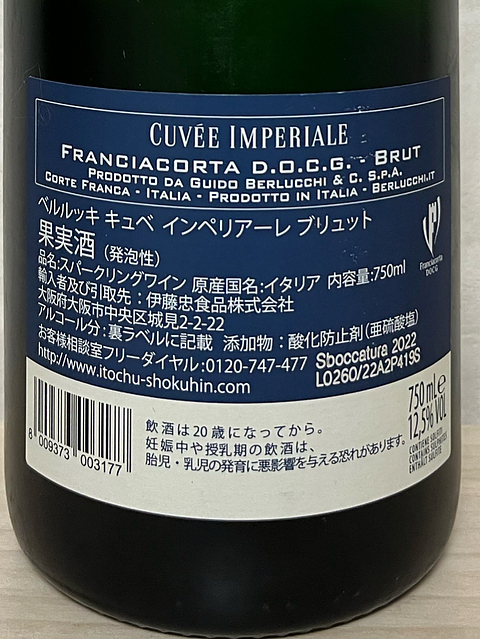 CUVÉE IMPERIALE
FRANCIACORTA D.O.C.G. - BRUT
PRODOTTO DA GUIDO BERLUCCHI & C. S.P.A.
CORTE FRANCA - ITALIA - PRODOTTO IN ITALIA - BERLUCCHI.IT
ベルルッキ キュベ インペリアーレ ブリュット
果実酒（発泡性）
品名:スパークリングワイン 原産国名:イタリア 内容量:750ml
輸入者及び引取先：伊藤忠食品株式会社
大阪府大阪市中央区城見2-2-22
アルコール分：裏ラベルに記載 添加物：酸化防止剤（亜硫酸塩）
お客様相談室フリーダイヤル:0120-747-477
http://www.itochu-shokuhin.com
Sboccatura 2022
L0260/22A2P419S
Franciacorta
DOCG
750 ml e
12,5% VOL
CONTIENE SOLFITI
CONTAINS SULPHITES
ENTHÄLT SULFITE
8 009373 003177
飲酒は20歳になってから。
妊娠中や授乳期の飲酒は、
胎児・乳児の発育に悪影響を与える恐れがあります。